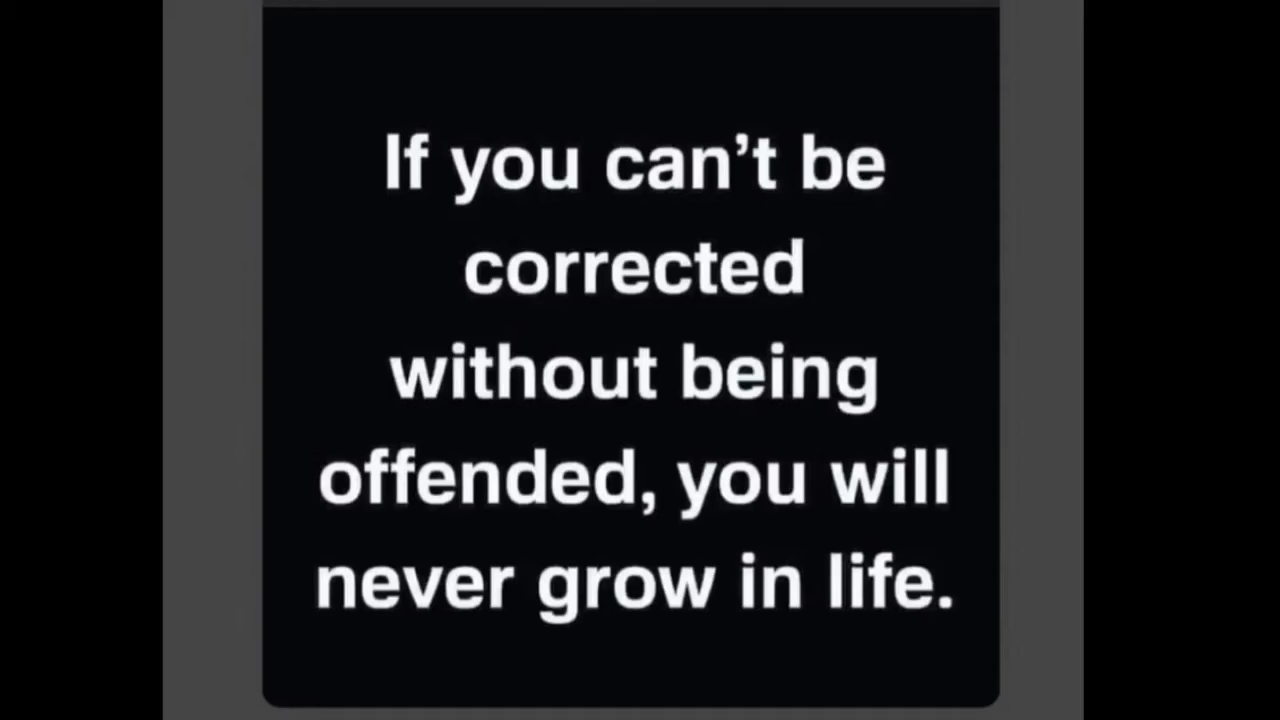 If you can’t be
corrected
without being
offended, you will
never grow in life.